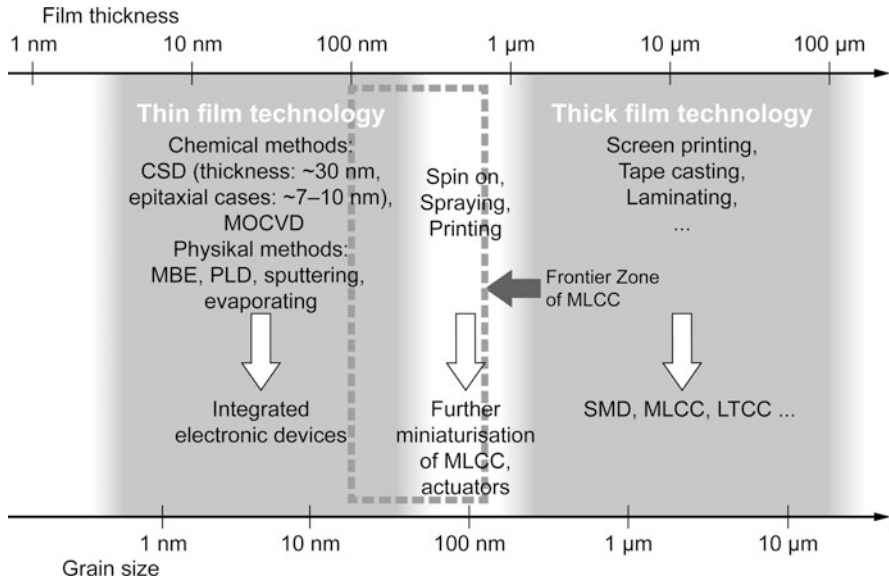 Film thickness
1 nm 10 nm 100 nm 1 µm 10 µm 100 µm
Thin film technology
Chemical methods:
CSD (thickness: ~30 nm,
epitaxial cases: ~7–10 nm),
MOCVD
Physikal methods:
MBE, PLD, sputtering,
evaporating
Integrated
electronic devices
Spin on,
Spraying,
Printing
Frontier Zone
of MLCC
Further
miniaturisation
of MLCC,
actuators
Thick film technology
Screen printing,
Tape casting,
Laminating,
...
SMD, MLCC, LTCC ...
1 nm 10 nm 100 nm 1 µm 10 µm
Grain size